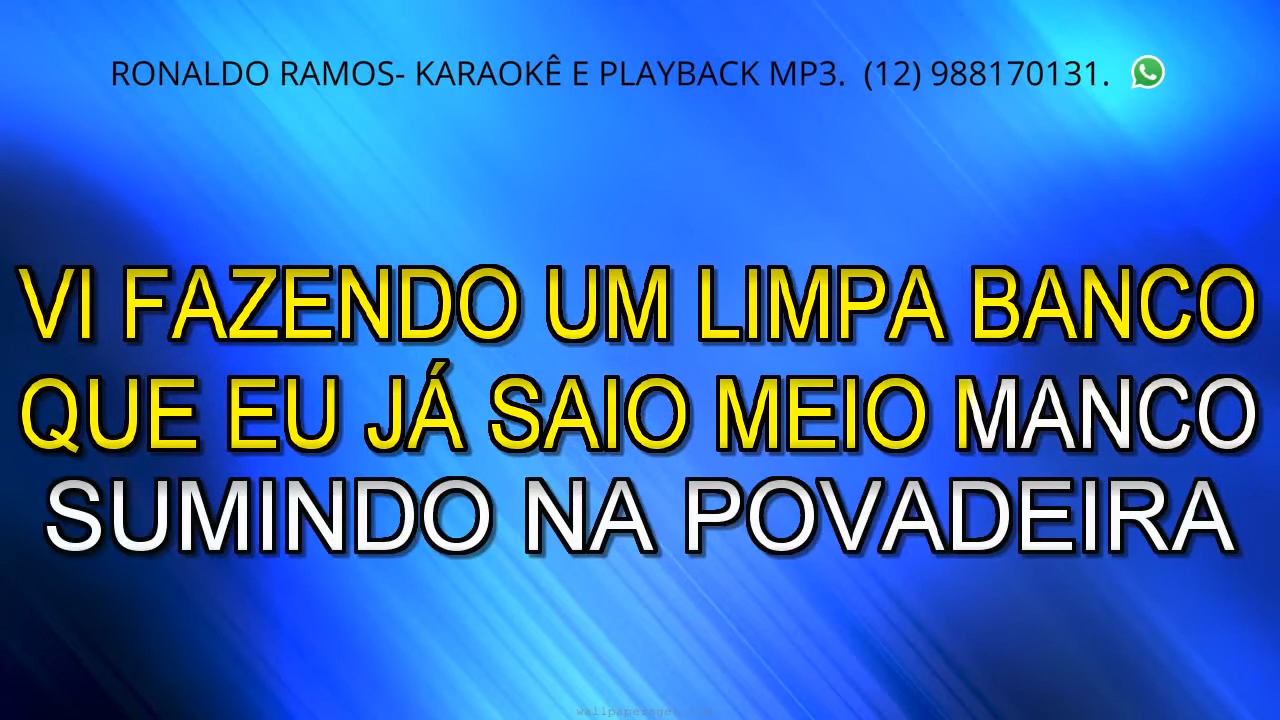 RONALDO RAMOS- KARAOKÊ E PLAYBACK MP3. (12) 988170131.
VI FAZENDO UM LIMPA BANCO
QUE EU JÁ SAIO MEIO MANCO
SUMINDO NA POVADEIRA